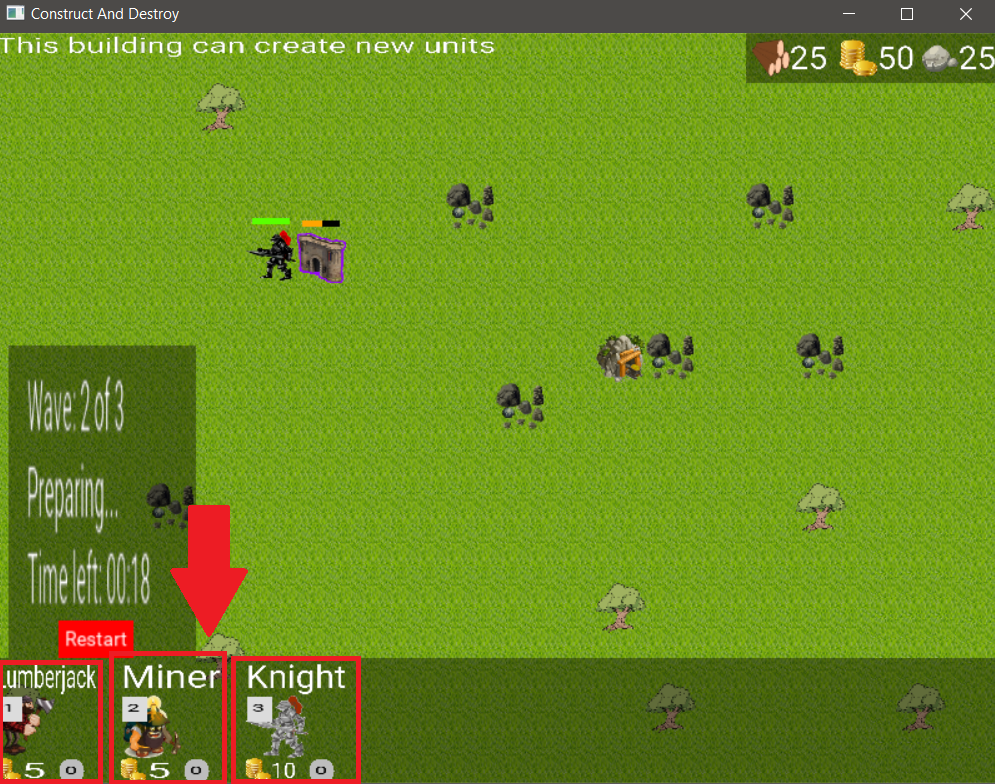 Construct And Destroy
This building can create new units
25 50 25
Wave: 2 of 3
Preparing...
Time left: 00:18
Restart
Lumberjack Miner Knight
1 2 3
5 0 5 0 10 0